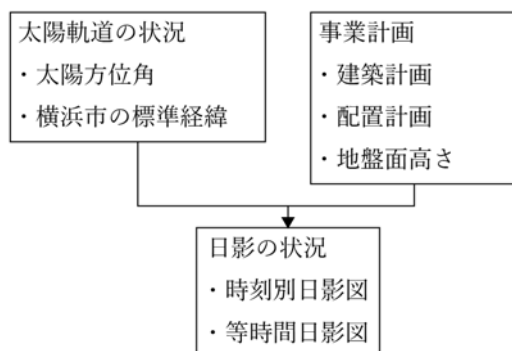 太陽軌道の状況
・太陽方位角
・横浜市の標準経緯
事業計画
・建築計画
・配置計画
・地盤面高さ
日影の状況
・時刻別日影図
・等時間日影図